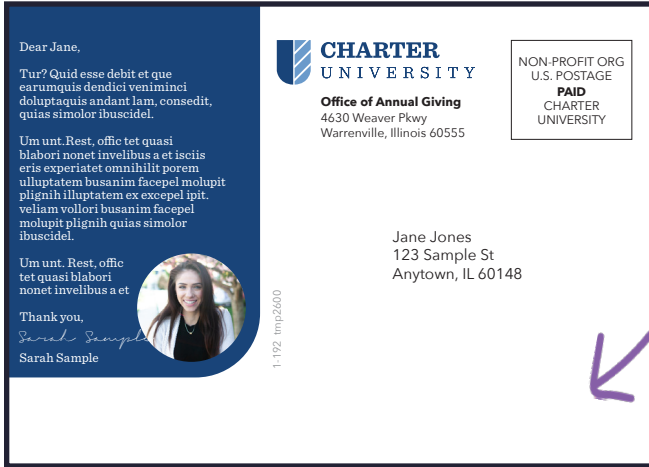 Dear Jane,
Tur? Quid esse debit et que
earumquis dendici veniminci
doluptaquis andant lam, consedit,
quias simolor ibuscidel.
Um unt.Rest, offic tet quasi
blabori nonet invelibus a et isciis
eris experiatet omnihilit porem
ulluptatem busanim facepel molupit
plignih illuptatem ex excepel ipit.
veliam vollori busanim facepel
molupit plignih quias simolor
ibuscidel.
Um unt. Rest, offic
tet quasi blabori
nonet invelibus a et
Thank you,
Sarah Sample
Sarah Sample
1-192 tmp2600
CHARTER
UNIVERSITY
Office of Annual Giving
4630 Weaver Pkwy
Warrenville, Illinois 60555
NON-PROFIT ORG
U.S. POSTAGE
PAID
CHARTER
UNIVERSITY
Jane Jones
123 Sample St
Anytown, IL 60148